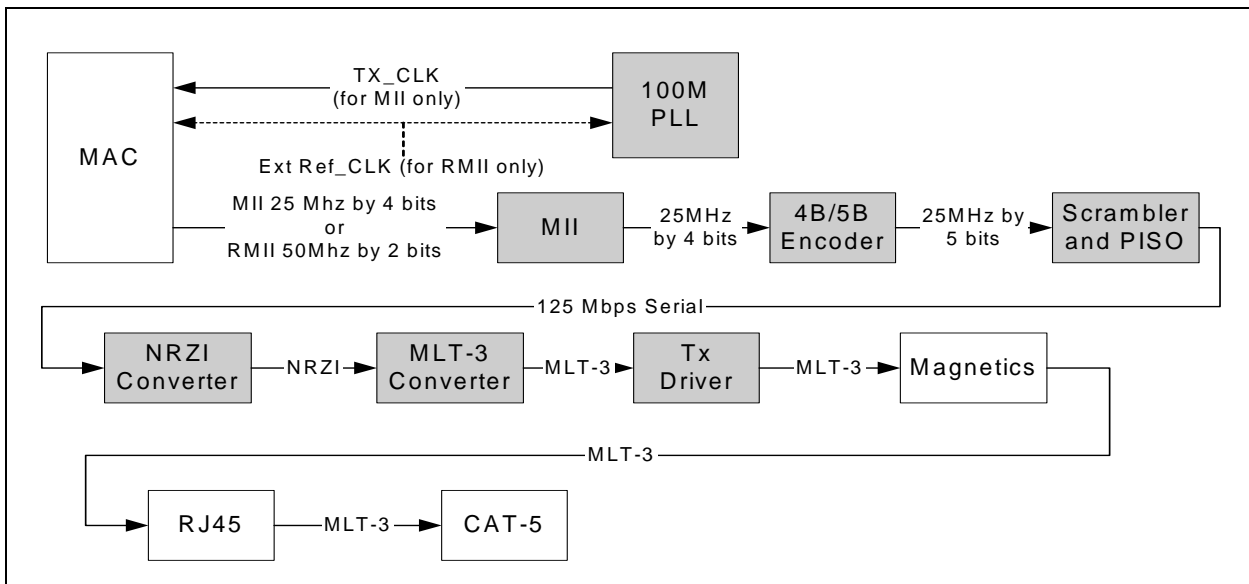 TX_CLK
(for MII only)
100M
PLL
MAC
Ext Ref_CLK (for RMII only)
MII 25 Mhz by 4 bits
or
RMII 50Mhz by 2 bits
MII
25MHz
by 4 bits
4B/5B
Encoder
25MHz by
5 bits
Scrambler
and PISO
125 Mbps Serial
NRZI
Converter
NRZI
MLT-3
Converter
MLT-3
Tx
Driver
MLT-3
Magnetics
MLT-3
RJ45
MLT-3
CAT-5